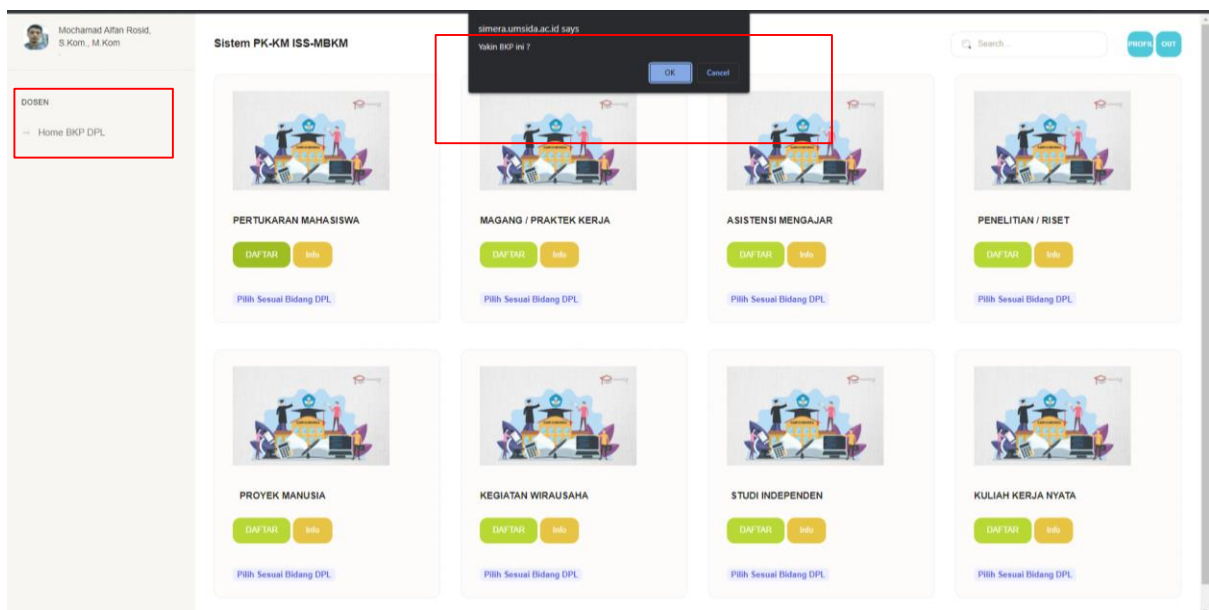 Mochamad Alfan Rosid,
S.Kom., M.Kom
Sistem PK-KM ISS-MBKM
simera.umsida.ac.id says
Yakin BKP ini ?
OK
Cancel
Search..
PROFIL
OUT
DOSEN
Home BKP DPL
PERTUKARAN MAHASISWA
MAGANG / PRAKTEK KERJA
ASISTENSI MENGAJAR
PENELITIAN / RISET
DAFTAR Info
DAFTAR Info
DAFTAR Info
DAFTAR Info
Pilih Sesuai Bidang DPL
Pilih Sesuai Bidang DPL
Pilih Sesuai Bidang DPL
Pilih Sesuai Bidang DPL
PROYEK MANUSIA
KEGIATAN WIRAUSAHA
STUDI INDEPENDEN
KULIAH KERJA NYATA
DAFTAR Info
DAFTAR Info
DAFTAR Info
DAFTAR Info
Pilih Sesuai Bidang DPL
Pilih Sesuai Bidang DPL
Pilih Sesuai Bidang DPL
Pilih Sesuai Bidang DPL